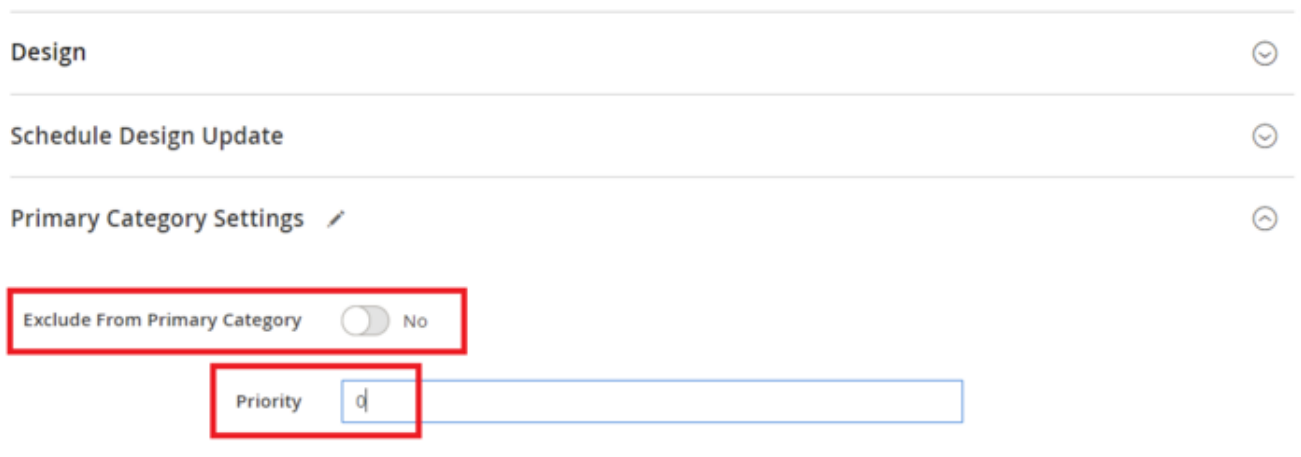 Design
Schedule Design Update
Primary Category Settings
Exclude From Primary Category No
Priority 0